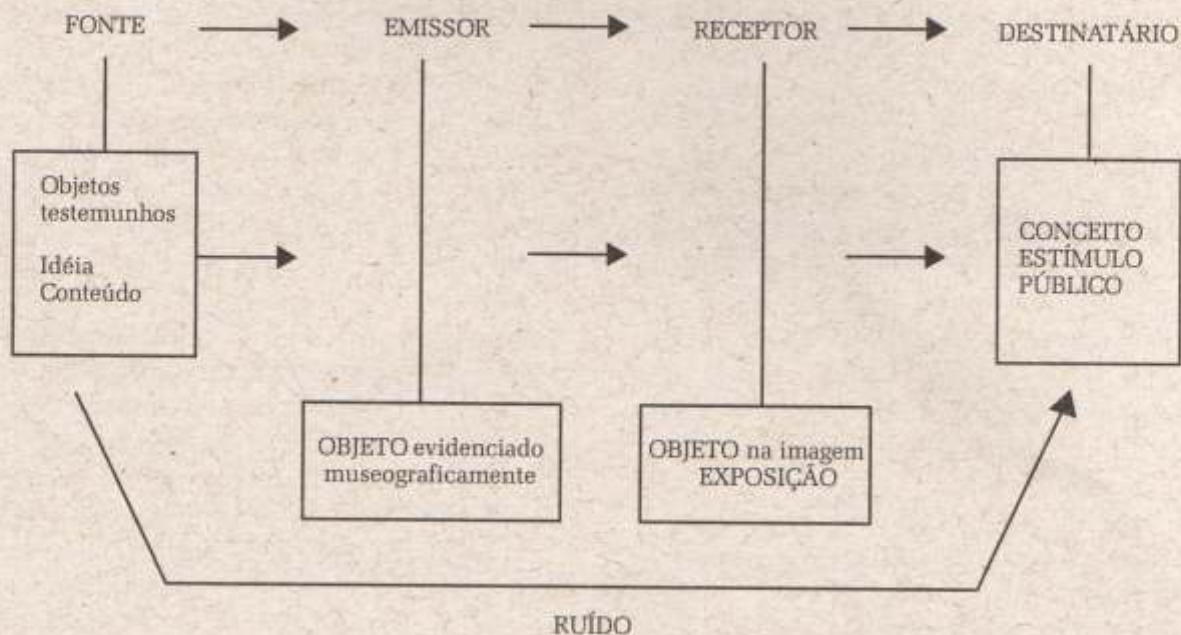 FONTE
EMISSOR
RECEPTOR
DESTINATÁRIO
Objetos
testemunhos
Idéia
Conteúdo
CONCEITO
ESTÍMULO
PÚBLICO
OBJETO evidenciado
museograficamente
OBJETO na imagem
EXPOSIÇÃO
RUÍDO